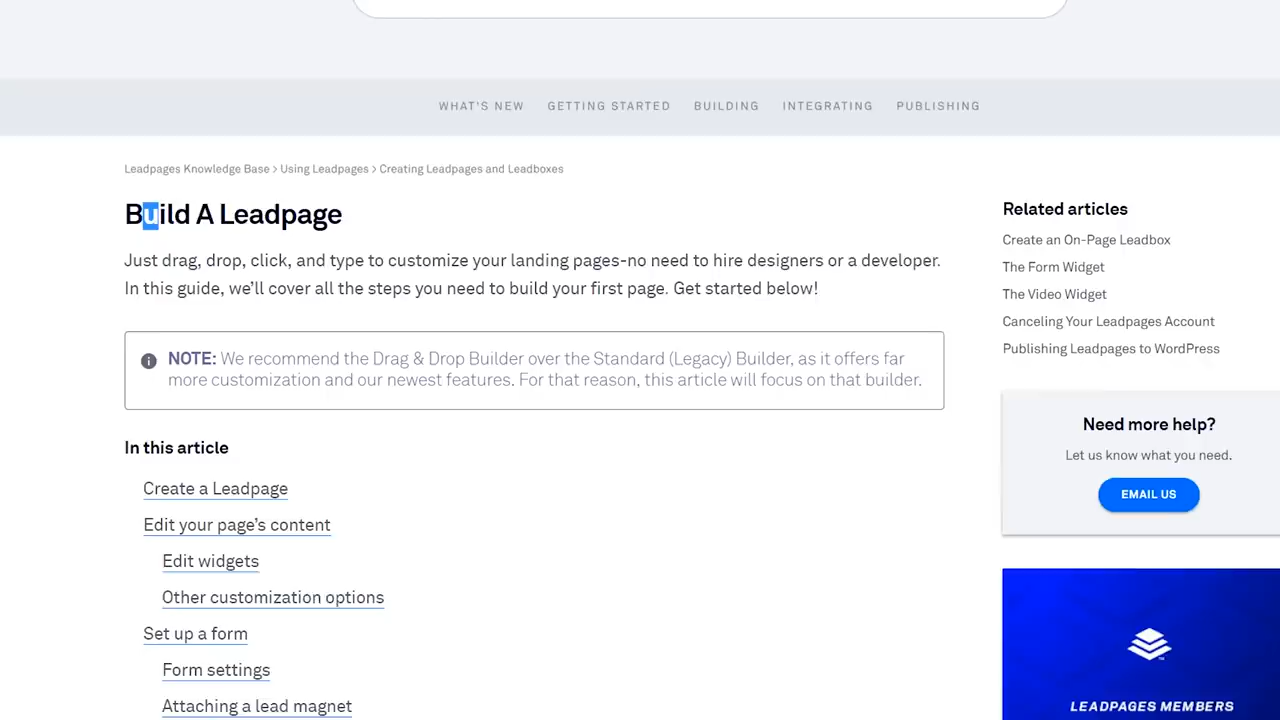 WHAT'S NEW GETTING STARTED BUILDING INTEGRATING PUBLISHING
Leadpages Knowledge Base > Using Leadpages > Creating Leadpages and Leadboxes
Build A Leadpage
Just drag, drop, click, and type to customize your landing pages-no need to hire designers or a developer.
In this guide, we'll cover all the steps you need to build your first page. Get started below!
NOTE: We recommend the Drag & Drop Builder over the Standard (Legacy) Builder, as it offers far
more customization and our newest features. For that reason, this article will focus on that builder.
In this article
Create a Leadpage
Edit your page's content
Edit widgets
Other customization options
Set up a form
Form settings
Attaching a lead magnet
Related articles
Create an On-Page Leadbox
The Form Widget
The Video Widget
Canceling Your Leadpages Account
Publishing Leadpages to WordPress
Need more help?
Let us know what you need.
EMAIL US
LEADPAGES MEMBERS